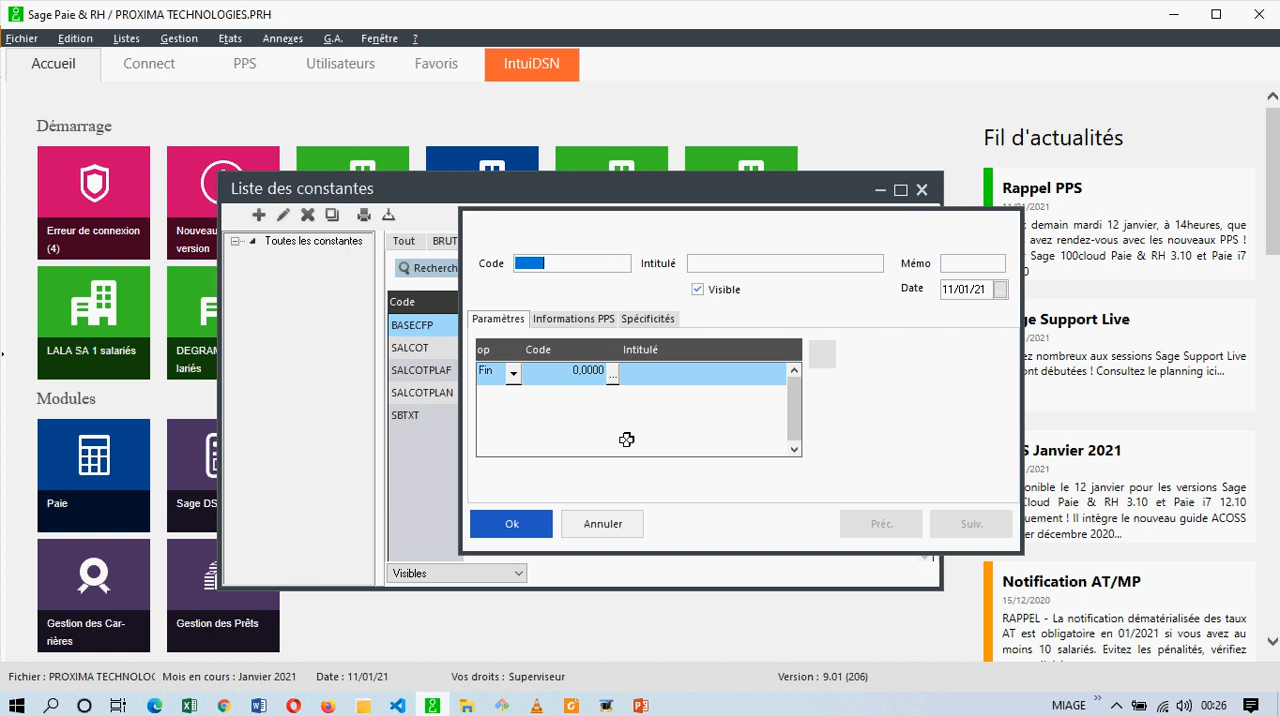 Sage Paie & RH / PROXIMA TECHNOLOGIES.PRH
Fichier Edition Listes Gestion Etats Annexes G.A. Fenêtre ?
Accueil Connect PPS Utilisateurs Favoris IntuiDSN
Démarrage
Erreur de connexion
(4)
Nouveau
version
LALA SA 1 salariés
DEGRAM
lariés
Modules
Paie
Sage DS
Gestion des Car-
rières
Gestion des Prêts
Liste des constantes
Toutes les constantes
Tout BRUT
Recherch
Code
BASECFP
SALCOT
SALCOTPLAF
SALCOTPLAN
SBTXT
Visibles
Code Intitulé Mémo
Visible
Date 11/01/21
Paramètres Informations PPS Spécificités
op Code Intitulé
Fin 0,0000 ...
Ok Annuler Préc. Suiv.
Fil d'actualités
Rappel PPS
demain mardi 12 janvier, à 14heures, que
avez rendez-vous avec les nouveaux PPS !
Sage 100cloud Paie & RH 3.10 et Paie i7
ge Support Live
nombreux aux sessions Sage Support Live
débutées ! Consultez le planning ici...
S Janvier 2021
le 12 janvier pour les versions Sage
Cloud Paie & RH 3.10 et Paie i7 12.10
uement ! Il intègre le nouveau guide ACOSS
er décembre 2020...
Notification AT/MP
15/12/2020
RAPPEL - La notification dématérialisée des taux
AT est obligatoire en 01/2021 si vous avez au
moins 10 salariés. Evitez les pénalités, vérifiez
Fichier : PROXIMA TECHNOLOG Mois en cours : Janvier 2021 Date : 11/01/21 Vos droits : Superviseur Version : 9.01 (206)
MIAGE 00:26